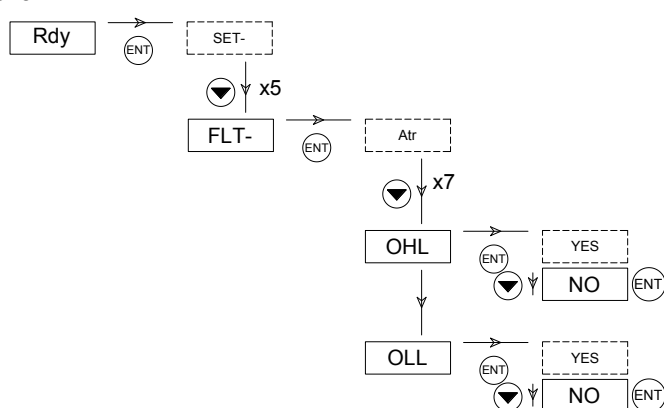 Rdy
ENT
SET-
x5
FLT-
ENT
Atr
x7
OHL
ENT
YES
NO
ENT
OLL
ENT
YES
NO
ENT